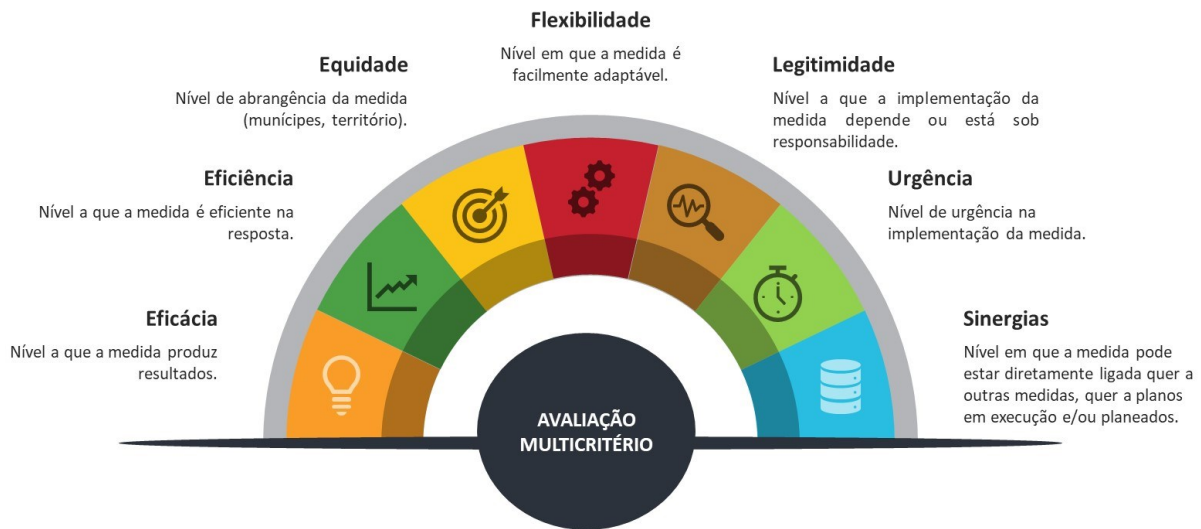 Flexibilidade
Nível em que a medida é
facilmente adaptável.
Equidade
Nível de abrangência da medida
(munícipes, território).
Legitimidade
Nível a que a implementação da
medida depende ou está sob
responsabilidade.
Eficiência
Nível a que a medida é eficiente na
resposta.
Urgência
Nível de urgência na
implementação da medida.
Eficácia
Nível a que a medida produz
resultados.
Sinergias
Nível em que a medida pode
estar diretamente ligada quer a
outras medidas, quer a planos
em execução e/ou planeados.
AVALIAÇÃO
MULTICRITÉRIO